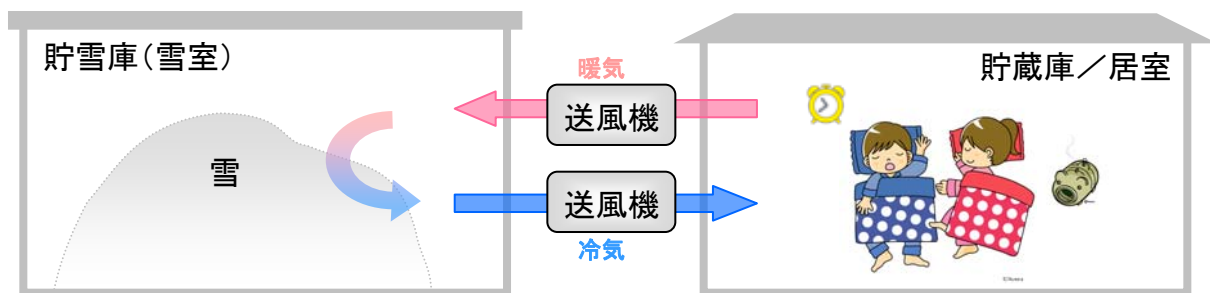 貯雪庫(雪室)
暖気
貯蔵庫/居室
送風機
雪
送風機
冷気